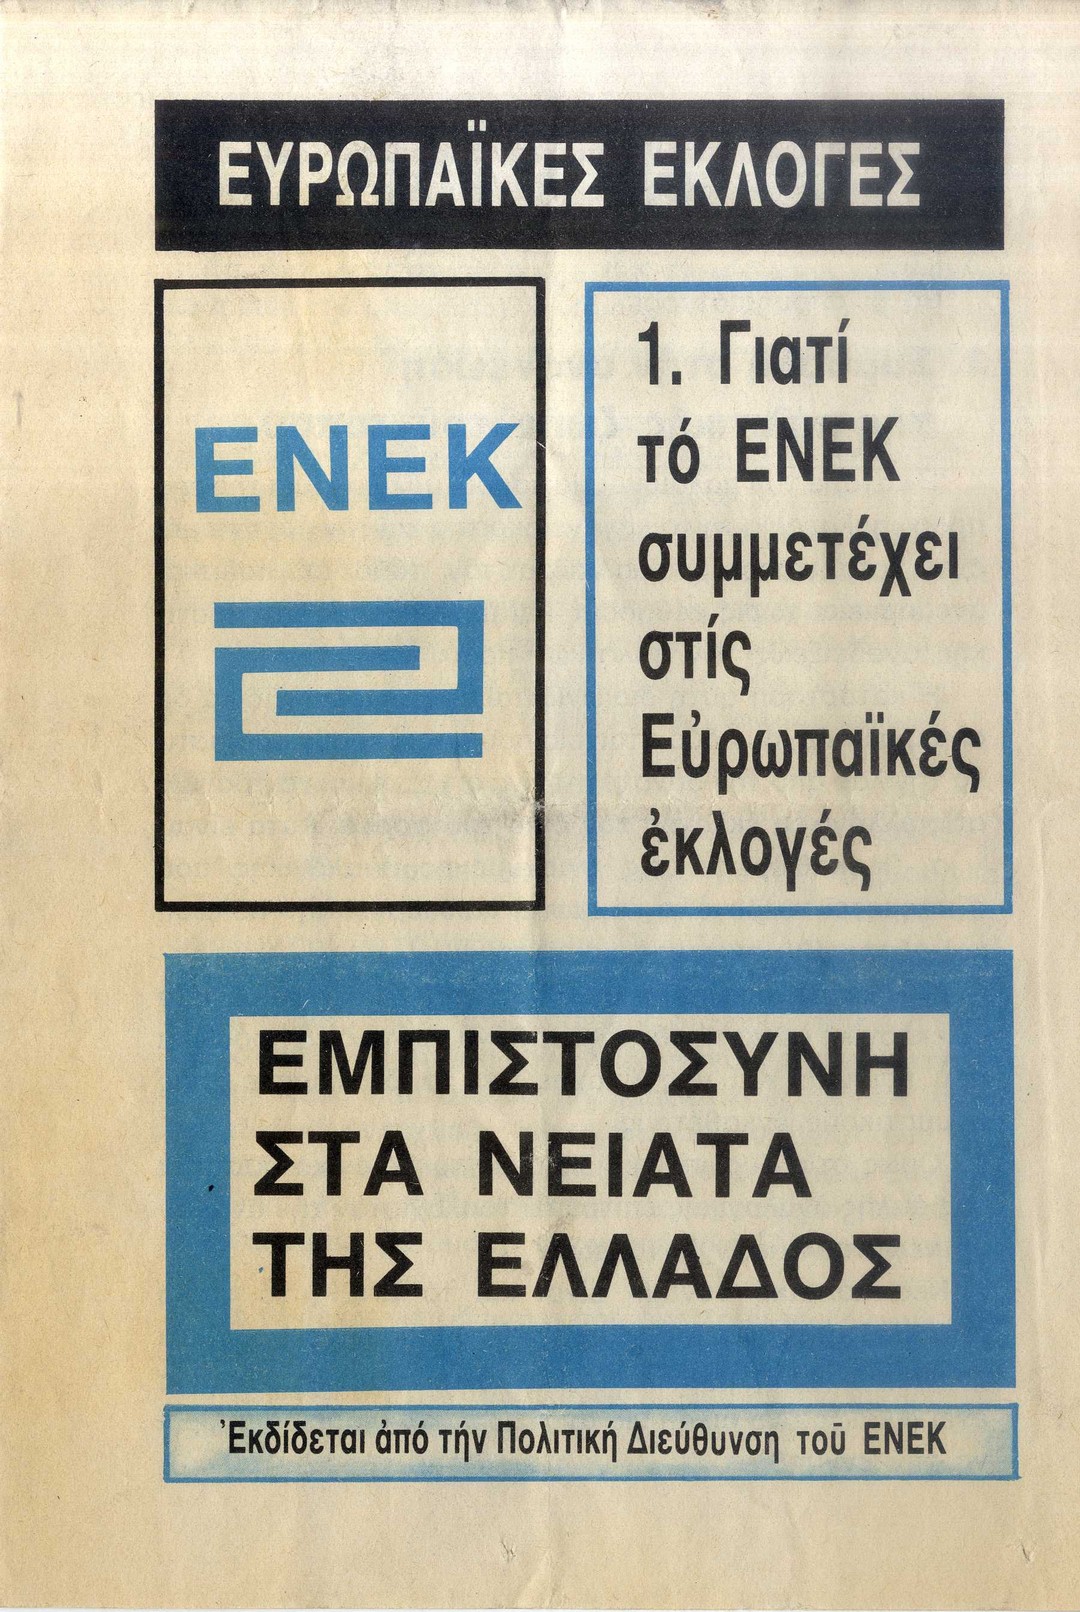 ΕΥΡΩΠΑΪΚΕΣ ΕΚΛΟΓΕΣ
ΕΝΕΚ
1. Γιατί
τό ΕΝΕΚ
συμμετέχει
στίς
Εὐρωπαϊκές
ἐκλογές
ΕΜΠΙΣΤΟΣΥΝΗ
ΣΤΑ ΝΕΙΑΤΑ
ΤΗΣ ΕΛΛΑΔΟΣ
Ἐκδίδεται ἀπό τήν Πολιτική Διεύθυνση τοῦ ΕΝΕΚ